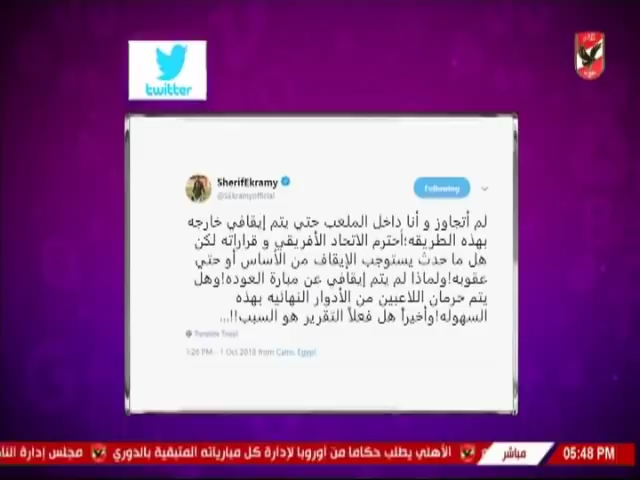 twitter
SherifEkramy
@SEkramyofficial
Following
لم أتجاوز و أنا داخل الملعب حتي يتم إيقافي خارجه
بهذه الطريقه؛أحترم الاتحاد الأفريقي و قراراته لكن
هل ما حدث يستوجب الإيقاف من الأساس أو حتي
عقوبه!ولماذا لم يتم إيقافي عن مبارة العوده!وهل
يتم حرمان اللاعبين من الأدوار النهائيه بهذه
السهوله!وأخيراً هل فعلاً التقرير هو السبب!!...
Translate Tweet
1:26 PM - 1 Oct 2018 from Cairo, Egypt
05:48 PM
مباشر
الأهلي يطلب حكاما من أوروبا لإدارة كل مبارياته المتبقية بالدوري
مجلس إدارة